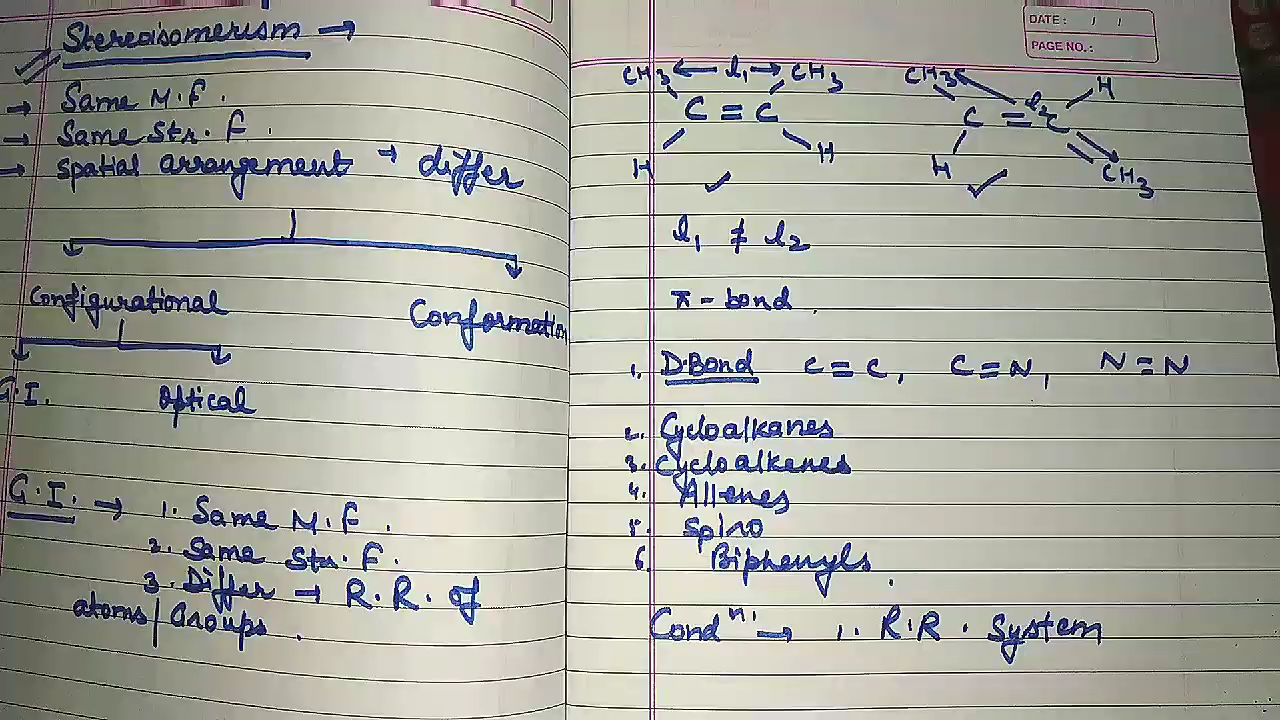 Stereoisomerism →
→ Same M.F.
→ Same Str. F.
→ Spatial arrangement → differ
Configurational
Conformation
G.I.
Optical
G.I. → 1. Same M.F.
2. Same Str. F.
3. Differ → R.R. of
atoms/Groups.
DATE: / /
PAGE NO.:
CH3 ← l1 → CH3
C = C
H H
CH3 H
C = l2 C
H CH3
l1 ≠ l2
π - bond
1. D.Bond C = C, C = N, N = N
2. Cycloalkanes
3. Cycloalkenes
4. Allenes
5. Spiro
6. Biphenyls.
Condn. → 1. R.R. System